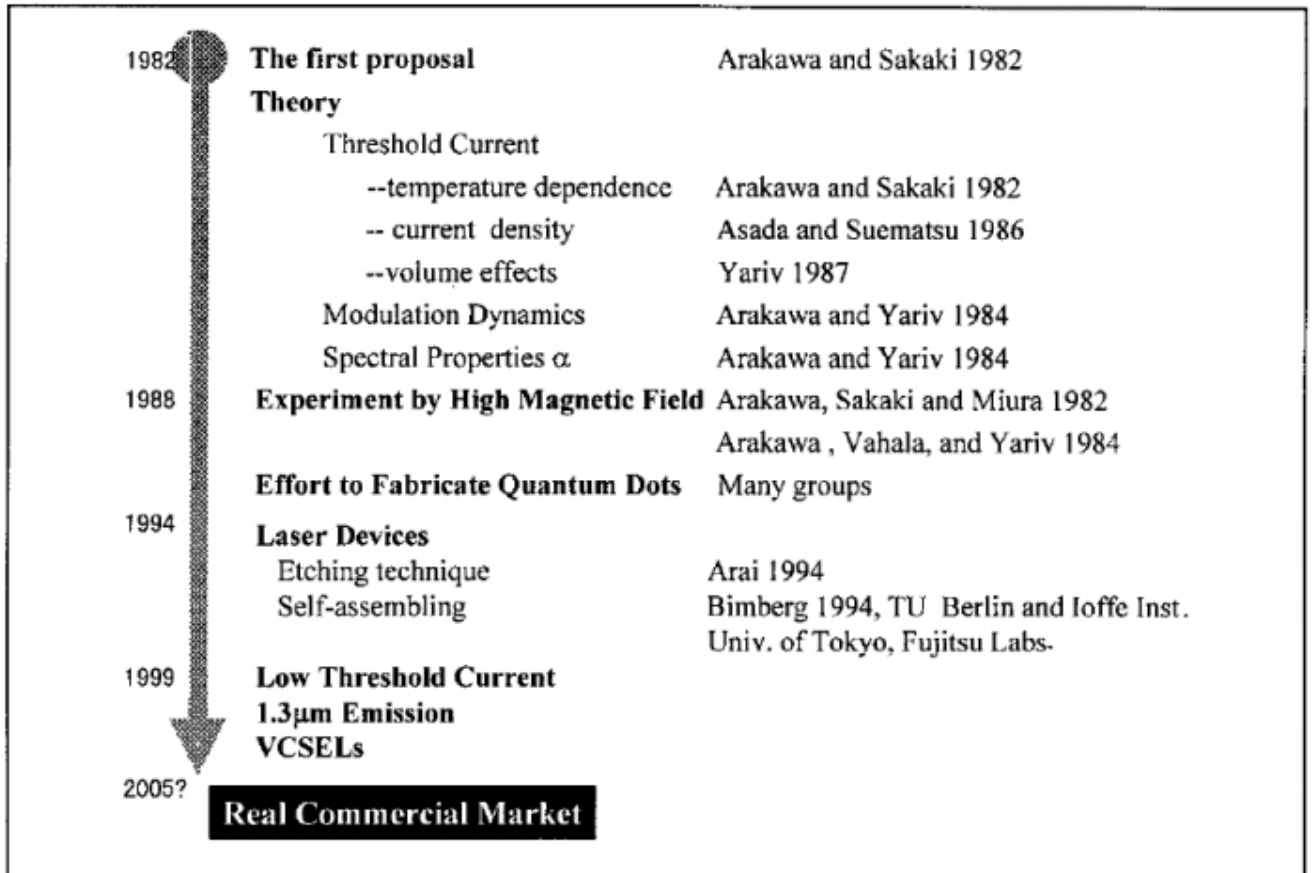 1982 The first proposal Arakawa and Sakaki 1982
Theory
Threshold Current
--temperature dependence Arakawa and Sakaki 1982
-- current density Asada and Suematsu 1986
--volume effects Yariv 1987
Modulation Dynamics Arakawa and Yariv 1984
Spectral Properties α Arakawa and Yariv 1984
1988 Experiment by High Magnetic Field Arakawa, Sakaki and Miura 1982
Arakawa , Vahala, and Yariv 1984
Effort to Fabricate Quantum Dots Many groups
1994
Laser Devices
Etching technique Arai 1994
Self-assembling Bimberg 1994, TU Berlin and Ioffe Inst.
Univ. of Tokyo, Fujitsu Labs.
1999 Low Threshold Current
1.3μm Emission
VCSELs
2005?
Real Commercial Market